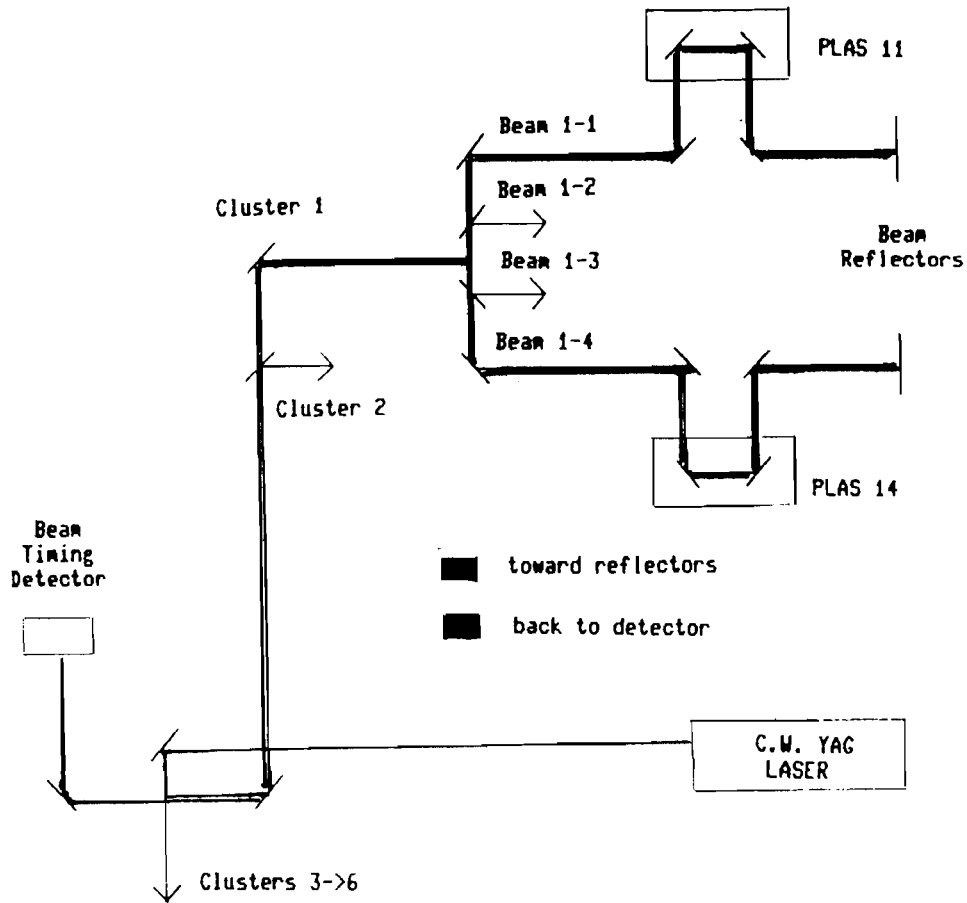 PLAS 11
Beam 1-1
Beam 1-2
Cluster 1
Beam 1-3
Beam
Reflectors
Beam 1-4
Cluster 2
PLAS 14
Beam
Timing
Detector
toward reflectors
back to detector
C.W. YAG
LASER
Clusters 3->6